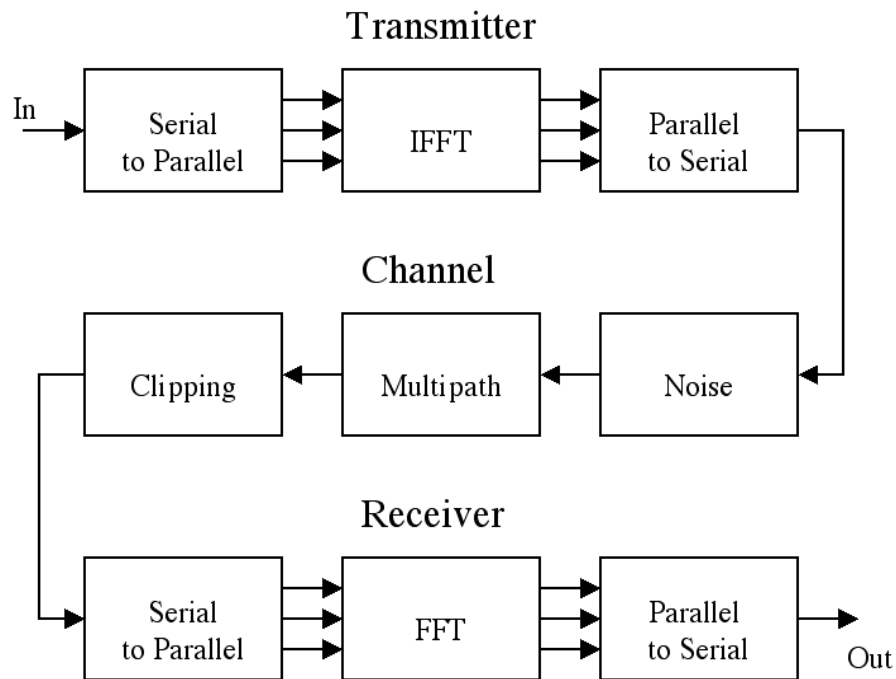 Transmitter
In
Serial
to Parallel
IFFT
Parallel
to Serial
Channel
Clipping
Multipath
Noise
Receiver
Serial
to Parallel
FFT
Parallel
to Serial
Out